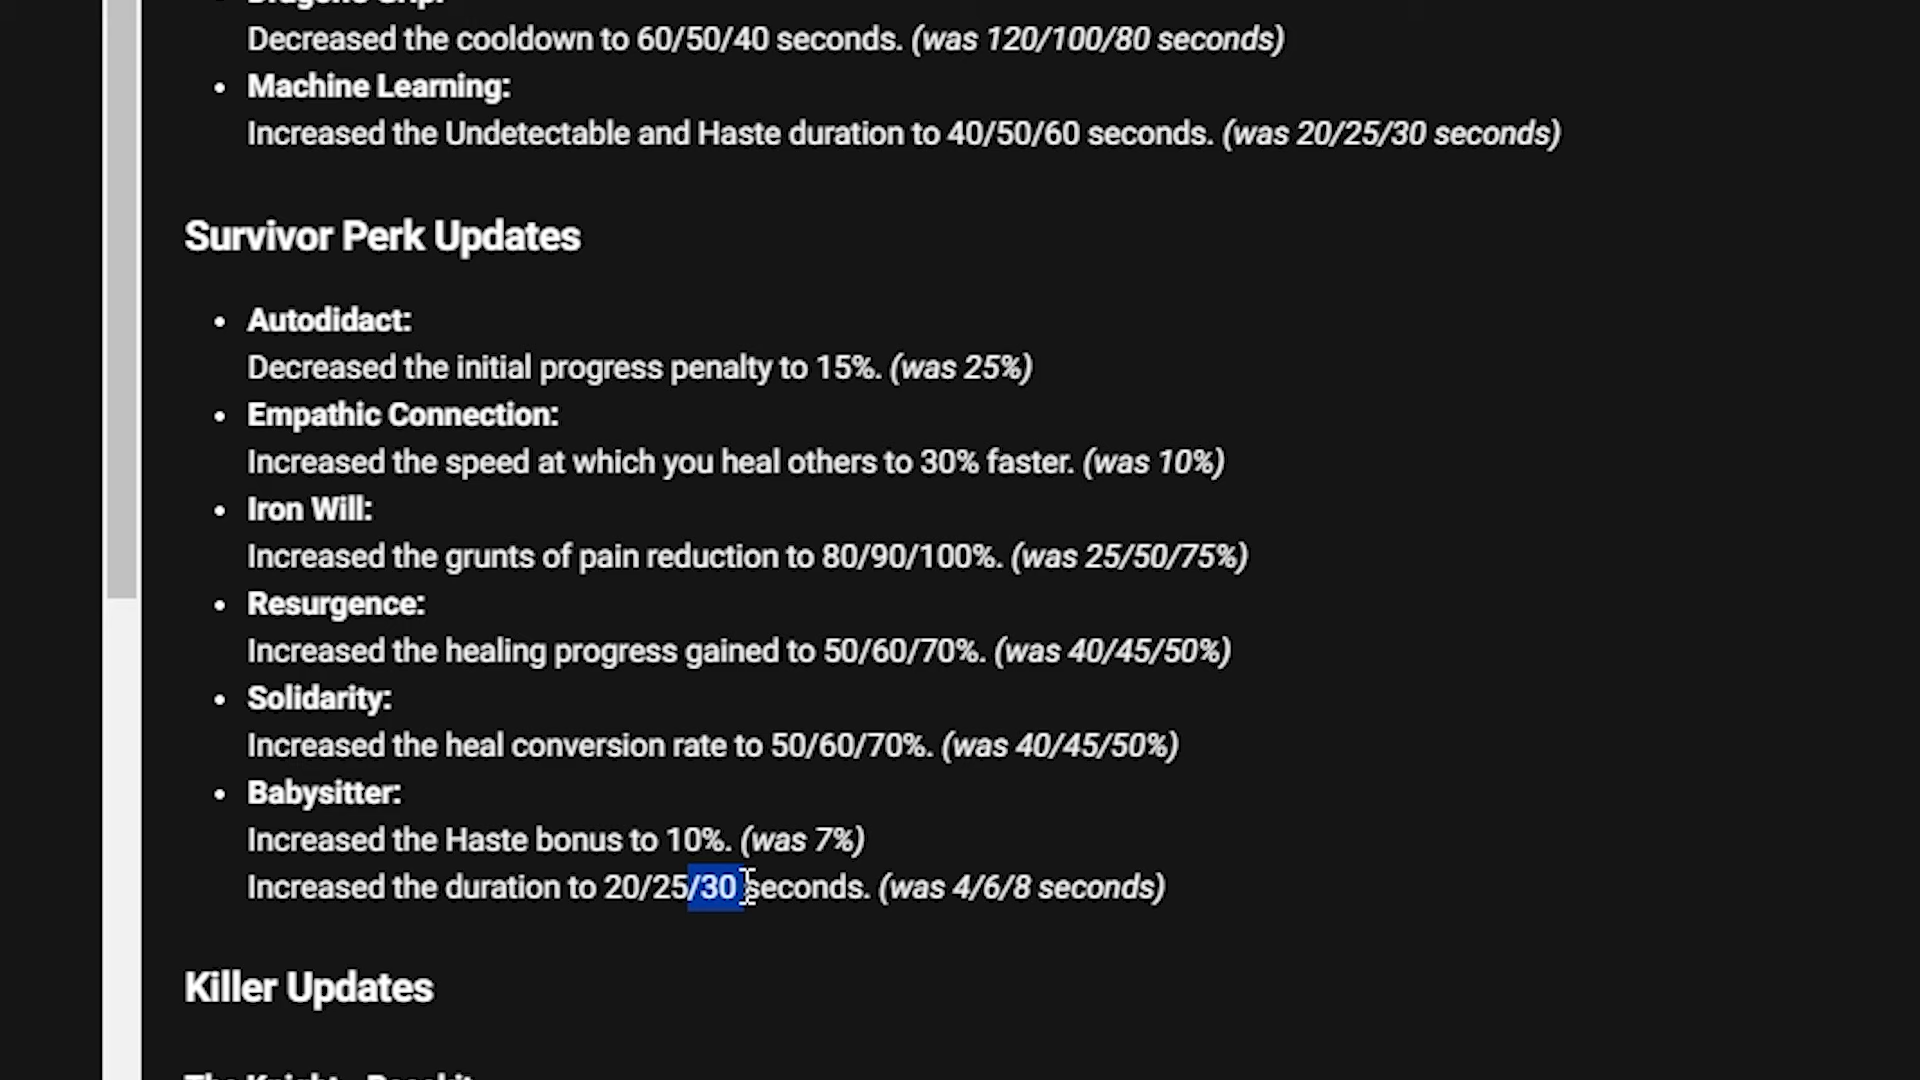 Decreased the cooldown to 60/50/40 seconds. (was 120/100/80 seconds)
• Machine Learning:
Increased the Undetectable and Haste duration to 40/50/60 seconds. (was 20/25/30 seconds)
Survivor Perk Updates
• Autodidact:
Decreased the initial progress penalty to 15%. (was 25%)
• Empathic Connection:
Increased the speed at which you heal others to 30% faster. (was 10%)
• Iron Will:
Increased the grunts of pain reduction to 80/90/100%. (was 25/50/75%)
• Resurgence:
Increased the healing progress gained to 50/60/70%. (was 40/45/50%)
• Solidarity:
Increased the heal conversion rate to 50/60/70%. (was 40/45/50%)
• Babysitter:
Increased the Haste bonus to 10%. (was 7%)
Increased the duration to 20/25/30 seconds. (was 4/6/8 seconds)
Killer Updates